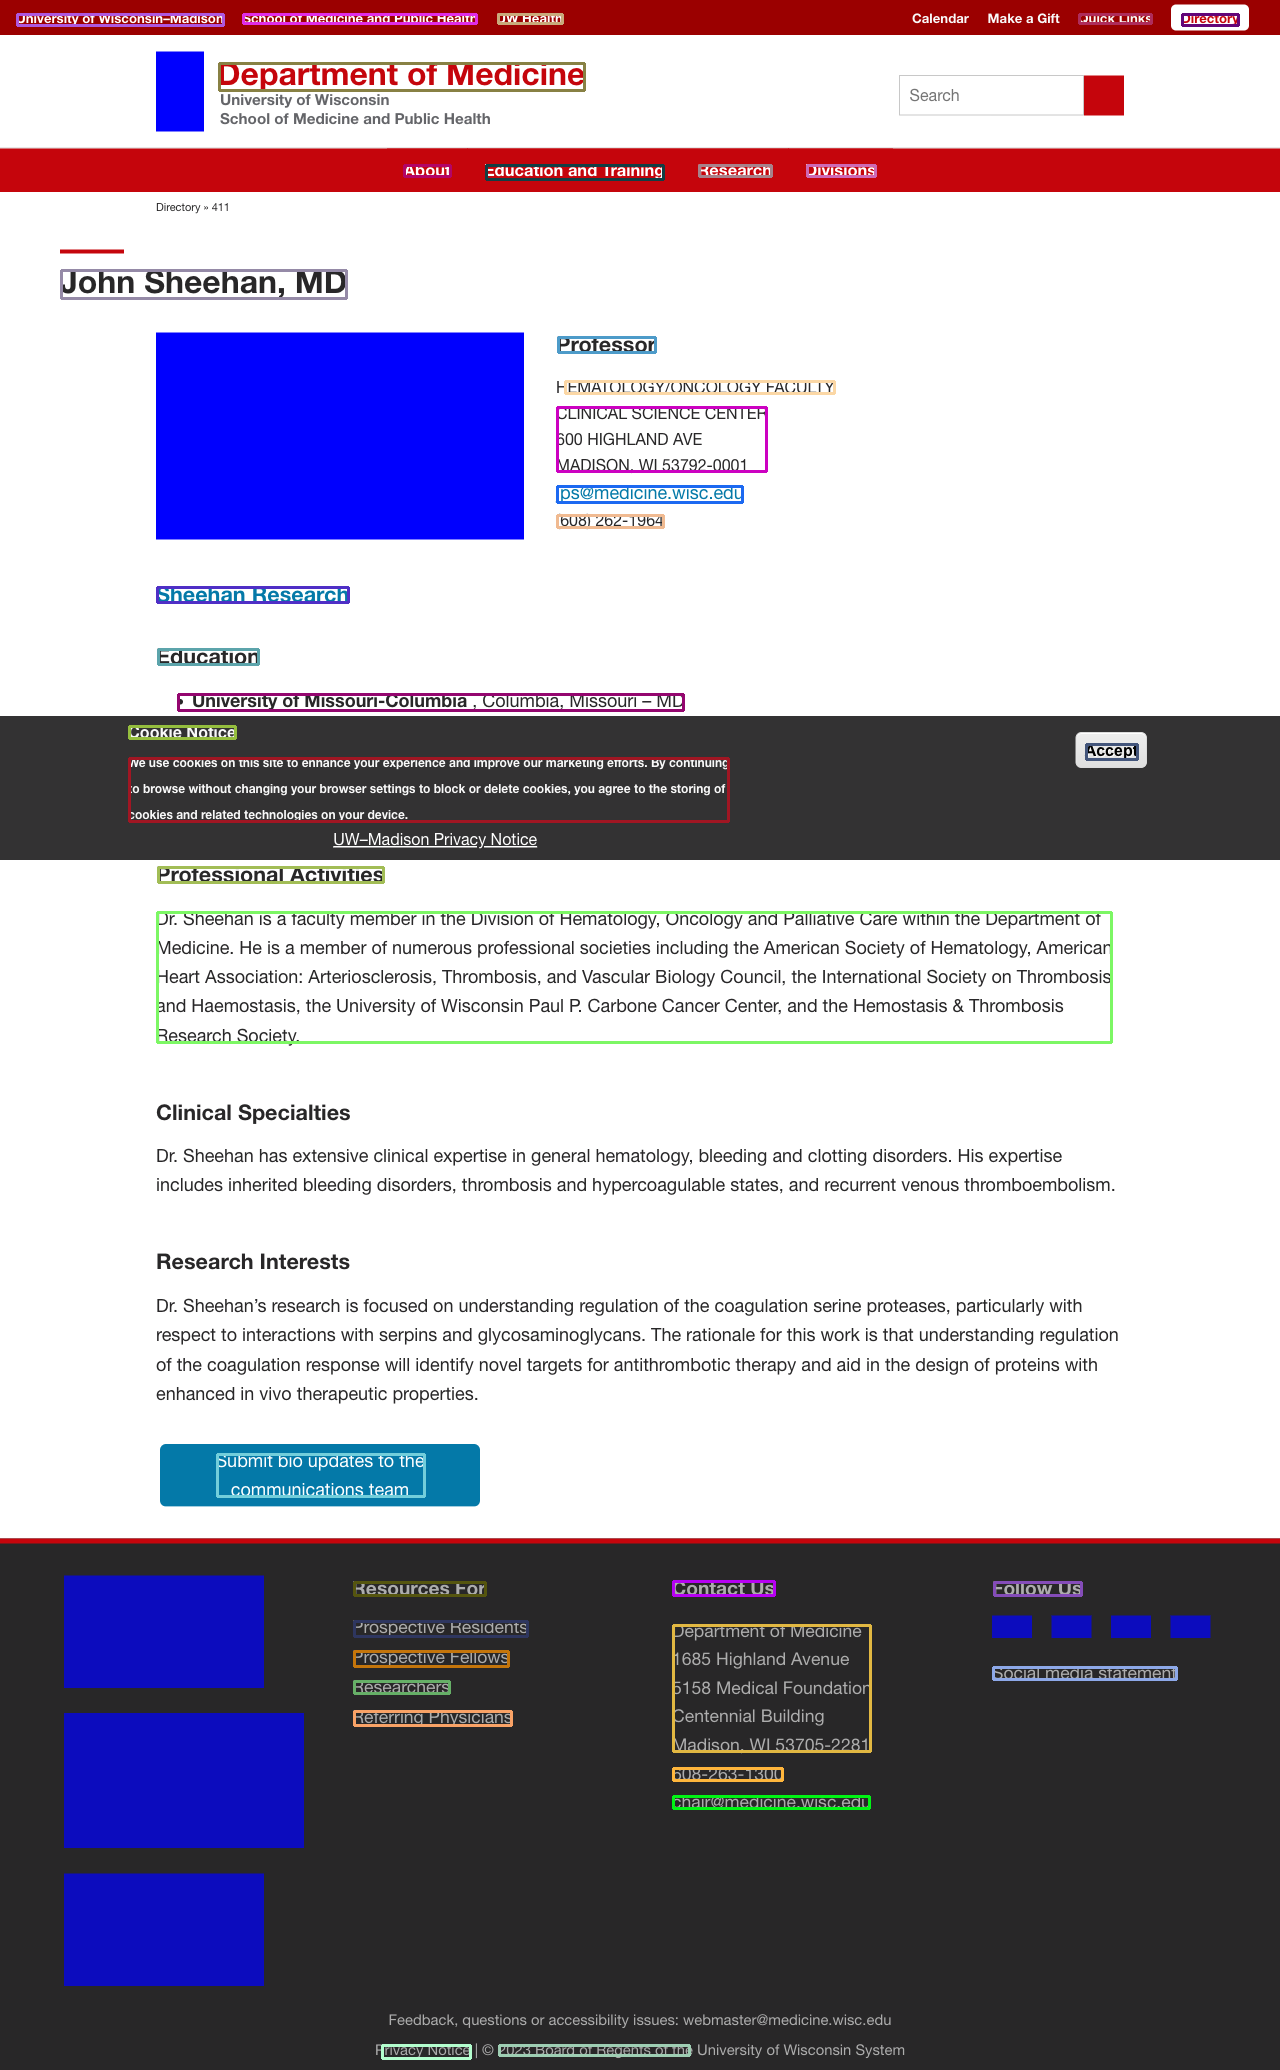 University of Wisconsin–Madison School of Medicine and Public Health UW Health Calendar Make a Gift Quick Links Directory
Department of Medicine
University of Wisconsin
School of Medicine and Public Health
Search
About Education and Training Research Divisions
Directory » 411
John Sheehan, MD
Professor
HEMATOLOGY/ONCOLOGY FACULTY
CLINICAL SCIENCE CENTER
600 HIGHLAND AVE
MADISON, WI 53792-0001
jps@medicine.wisc.edu
(608) 262-1964
Sheehan Research
Education
• University of Missouri-Columbia , Columbia, Missouri – MD
Cookie Notice
Accept
We use cookies on this site to enhance your experience and improve our marketing efforts. By continuing
to browse without changing your browser settings to block or delete cookies, you agree to the storing of
cookies and related technologies on your device.
UW–Madison Privacy Notice
Professional Activities
Dr. Sheehan is a faculty member in the Division of Hematology, Oncology and Palliative Care within the Department of
Medicine. He is a member of numerous professional societies including the American Society of Hematology, American
Heart Association: Arteriosclerosis, Thrombosis, and Vascular Biology Council, the International Society on Thrombosis
and Haemostasis, the University of Wisconsin Paul P. Carbone Cancer Center, and the Hemostasis & Thrombosis
Research Society.
Clinical Specialties
Dr. Sheehan has extensive clinical expertise in general hematology, bleeding and clotting disorders. His expertise
includes inherited bleeding disorders, thrombosis and hypercoagulable states, and recurrent venous thromboembolism.
Research Interests
Dr. Sheehan’s research is focused on understanding regulation of the coagulation serine proteases, particularly with
respect to interactions with serpins and glycosaminoglycans. The rationale for this work is that understanding regulation
of the coagulation response will identify novel targets for antithrombotic therapy and aid in the design of proteins with
enhanced in vivo therapeutic properties.
Submit bio updates to the
communications team
Resources For
Prospective Residents
Prospective Fellows
Researchers
Referring Physicians
Contact Us
Department of Medicine
1685 Highland Avenue
5158 Medical Foundation
Centennial Building
Madison, WI 53705-2281
608-263-1300
chair@medicine.wisc.edu
Follow Us
Social media statement
Feedback, questions or accessibility issues: webmaster@medicine.wisc.edu
Privacy Notice | © 2023 Board of Regents of the University of Wisconsin System